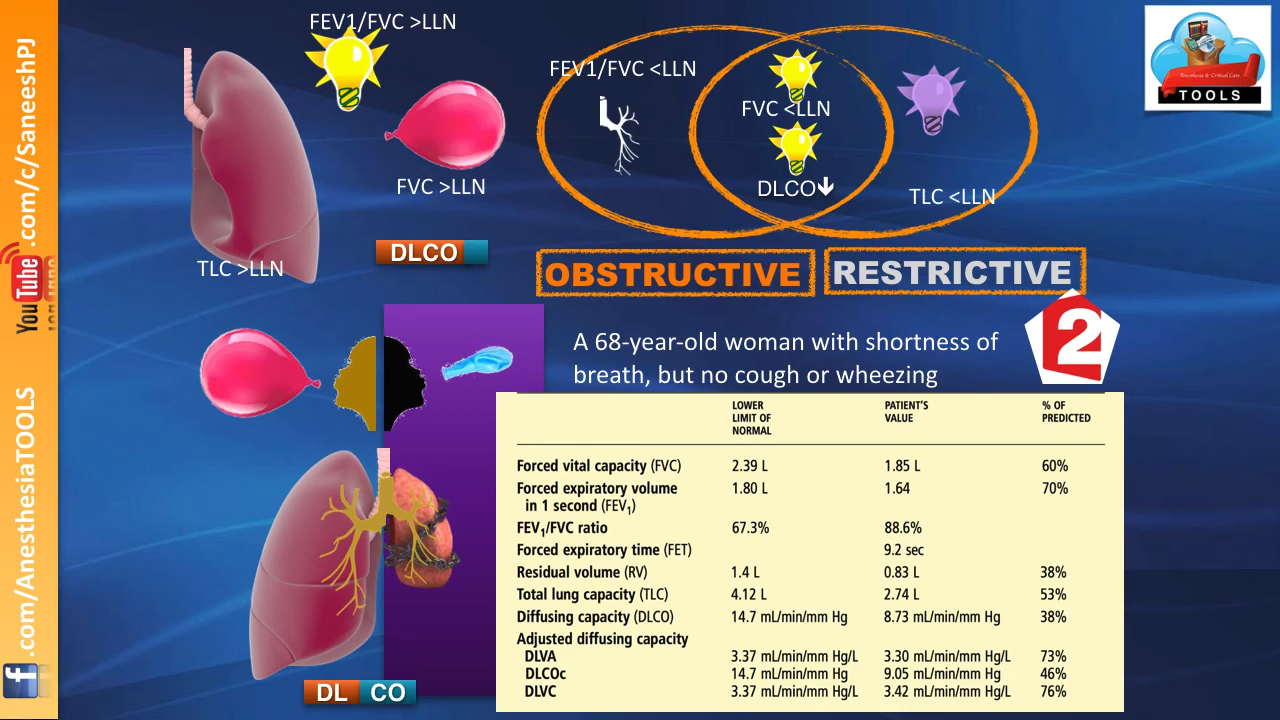 .com/c/SaneeshPJ
You Tube
.com/AnesthesiaTOOLS
f
FEV1/FVC >LLN
FVC >LLN
TLC >LLN
DLCO
FEV1/FVC <LLN
FVC <LLN
DLCO
TLC <LLN
OBSTRUCTIVE
RESTRICTIVE
Anesthesia & Critical Care
TOOLS
2
A 68-year-old woman with shortness of
breath, but no cough or wheezing
LOWER LIMIT OF NORMAL PATIENT'S VALUE % OF PREDICTED
Forced vital capacity (FVC) 2.39 L 1.85 L 60%
Forced expiratory volume 1.80 L 1.64 70%
in 1 second (FEV1)
FEV1/FVC ratio 67.3% 88.6%
Forced expiratory time (FET) 9.2 sec
Residual volume (RV) 1.4 L 0.83 L 38%
Total lung capacity (TLC) 4.12 L 2.74 L 53%
Diffusing capacity (DLCO) 14.7 mL/min/mm Hg 8.73 mL/min/mm Hg 38%
Adjusted diffusing capacity
DLVA 3.37 mL/min/mm Hg/L 3.30 mL/min/mm Hg/L 73%
DLCOc 14.7 mL/min/mm Hg 9.05 mL/min/mm Hg 46%
DLVC 3.37 mL/min/mm Hg/L 3.42 mL/min/mm Hg/L 76%
DL CO